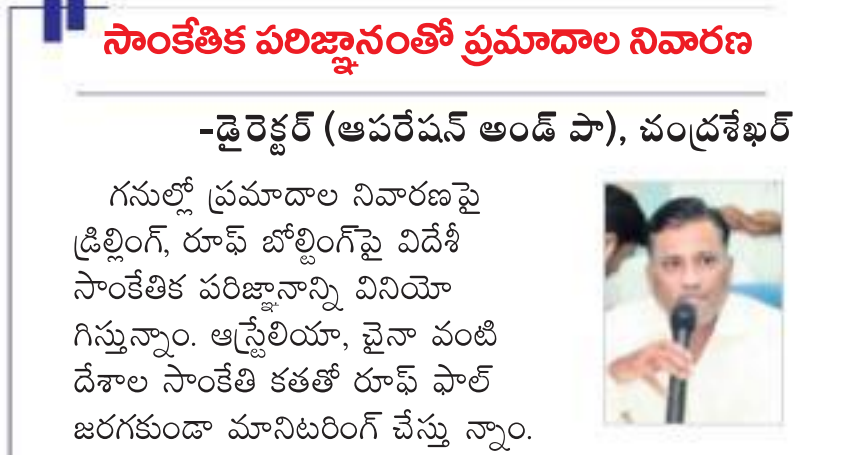 సాంకేతిక పరిజ్ఞానంతో ప్రమాదాల నివారణ
-డైరెక్టర్ (ఆపరేషన్ అండ్ పా), చంద్రశేఖర్
గనుల్లో ప్రమాదాల నివారణపై
డ్రిల్లింగ్, రూఫ్ బోల్టింగ్‌పై విదేశీ
సాంకేతిక పరిజ్ఞానాన్ని వినియో
గిస్తున్నాం. ఆస్ట్రేలియా, చైనా వంటి
దేశాల సాంకేతి కతతో రూఫ్ ఫాల్
జరగకుండా మానిటరింగ్ చేస్తు న్నాం.